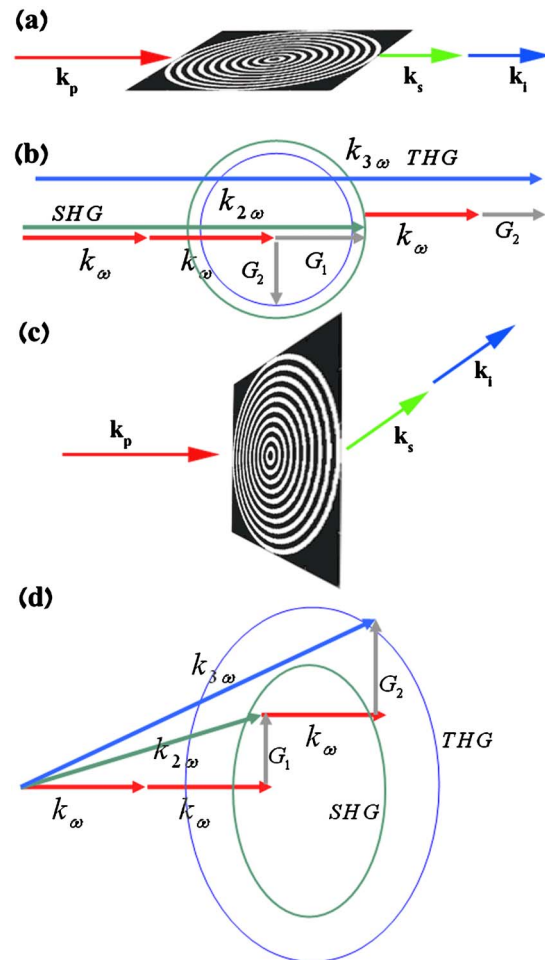 (a)
k_p k_s k_i
(b)
k_3ω THG
SHG k_2ω
k_ω k_ω G_2 G_1 k_ω G_2
(c)
k_p k_s k_i
(d)
k_3ω
k_2ω G_1 k_ω G_2 THG
k_ω k_ω SHG